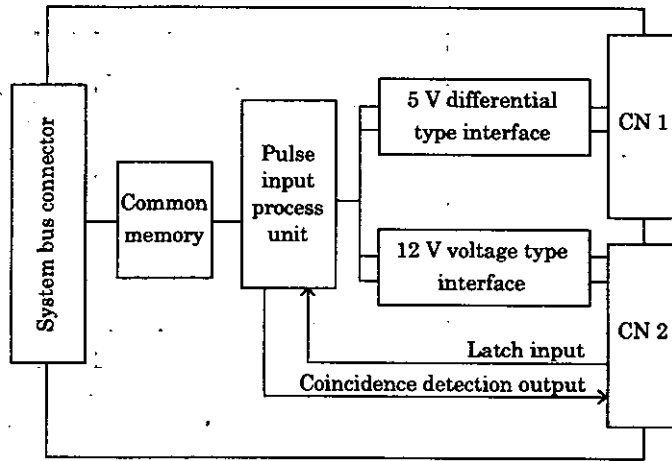 System bus connector
Common
memory
Pulse
input
process
unit
5 V differential
type interface
CN 1
12 V voltage type
interface
CN 2
Latch input
Coincidence detection output